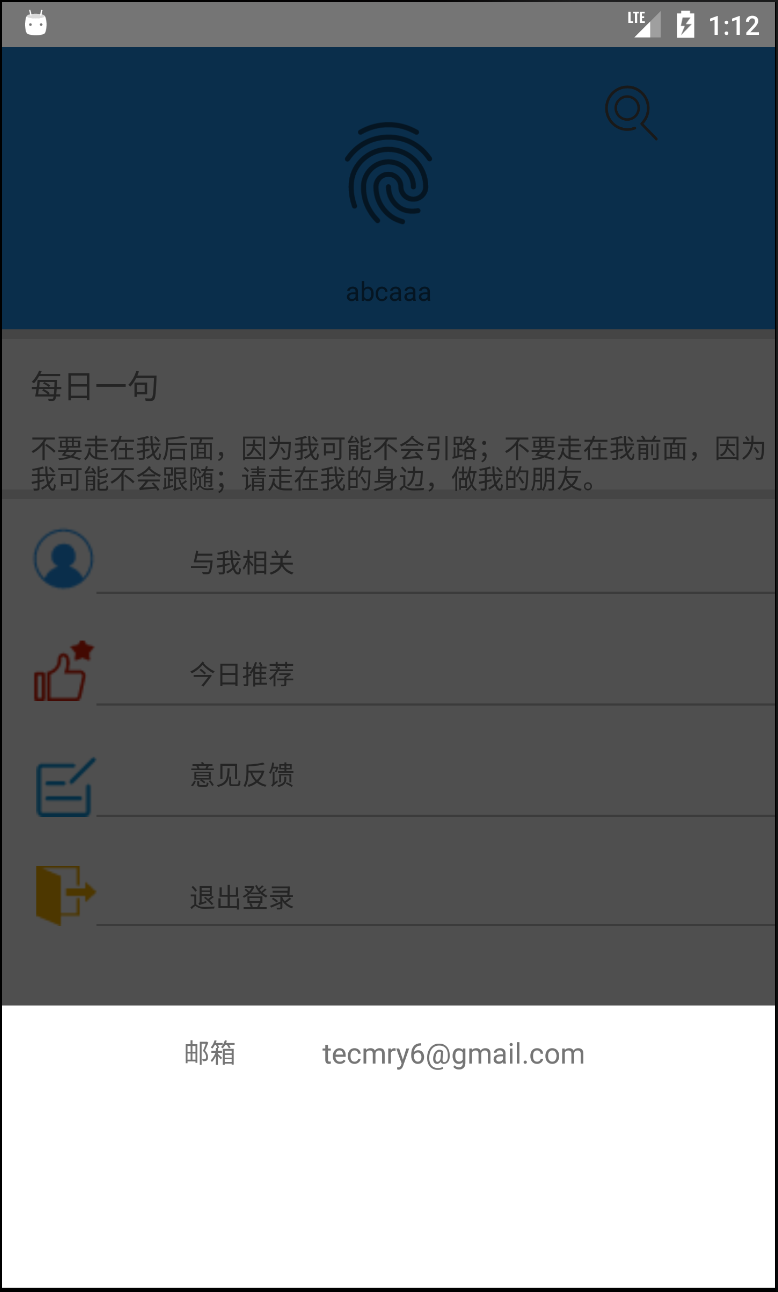 LTE 1:12
abcaaa
每日一句
不要走在我后面，因为我可能不会引路；不要走在我前面，因为
我可能不会跟随；请走在我的身边，做我的朋友。
与我相关
今日推荐
意见反馈
退出登录
邮箱 tecmry6@gmail.com